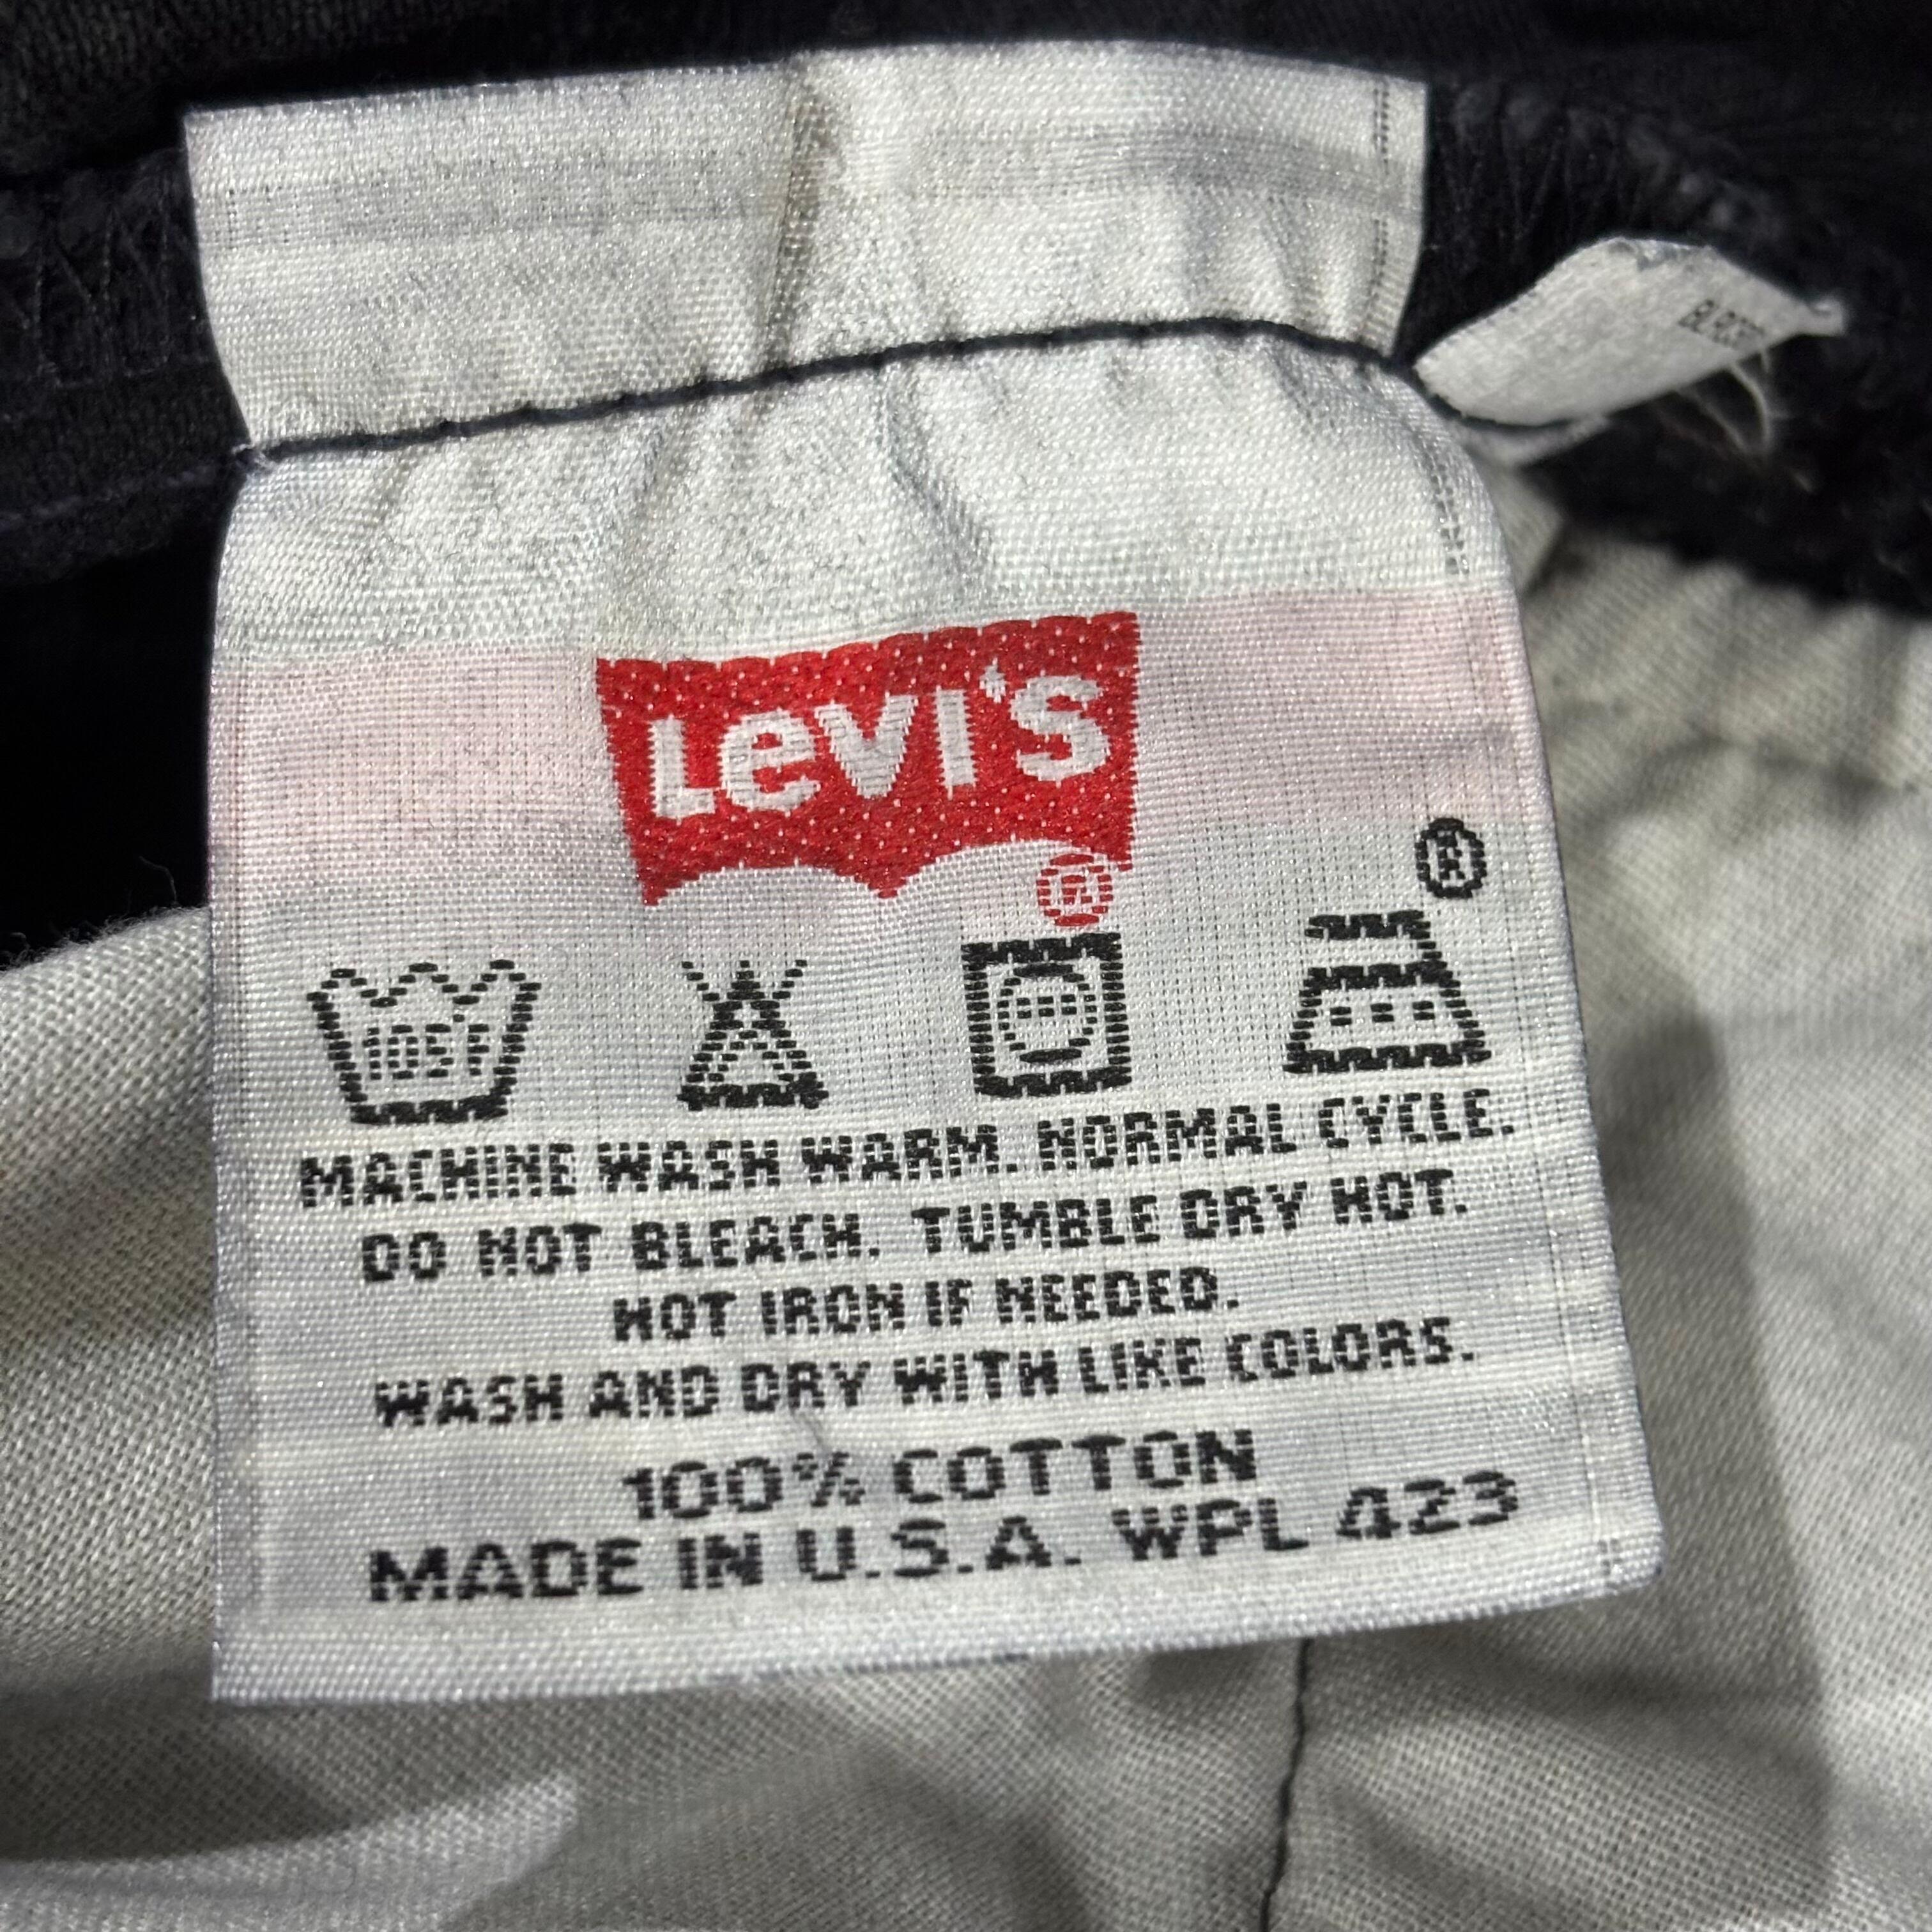 LEVI'S
®
®
105F
MACHINE WASH WARM. NORMAL CYCLE.
DO NOT BLEACH. TUMBLE DRY HOT.
HOT IRON IF NEEDED.
WASH AND DRY WITH LIKE COLORS.
100% COTTON
MADE IN U.S.A. WPL 423